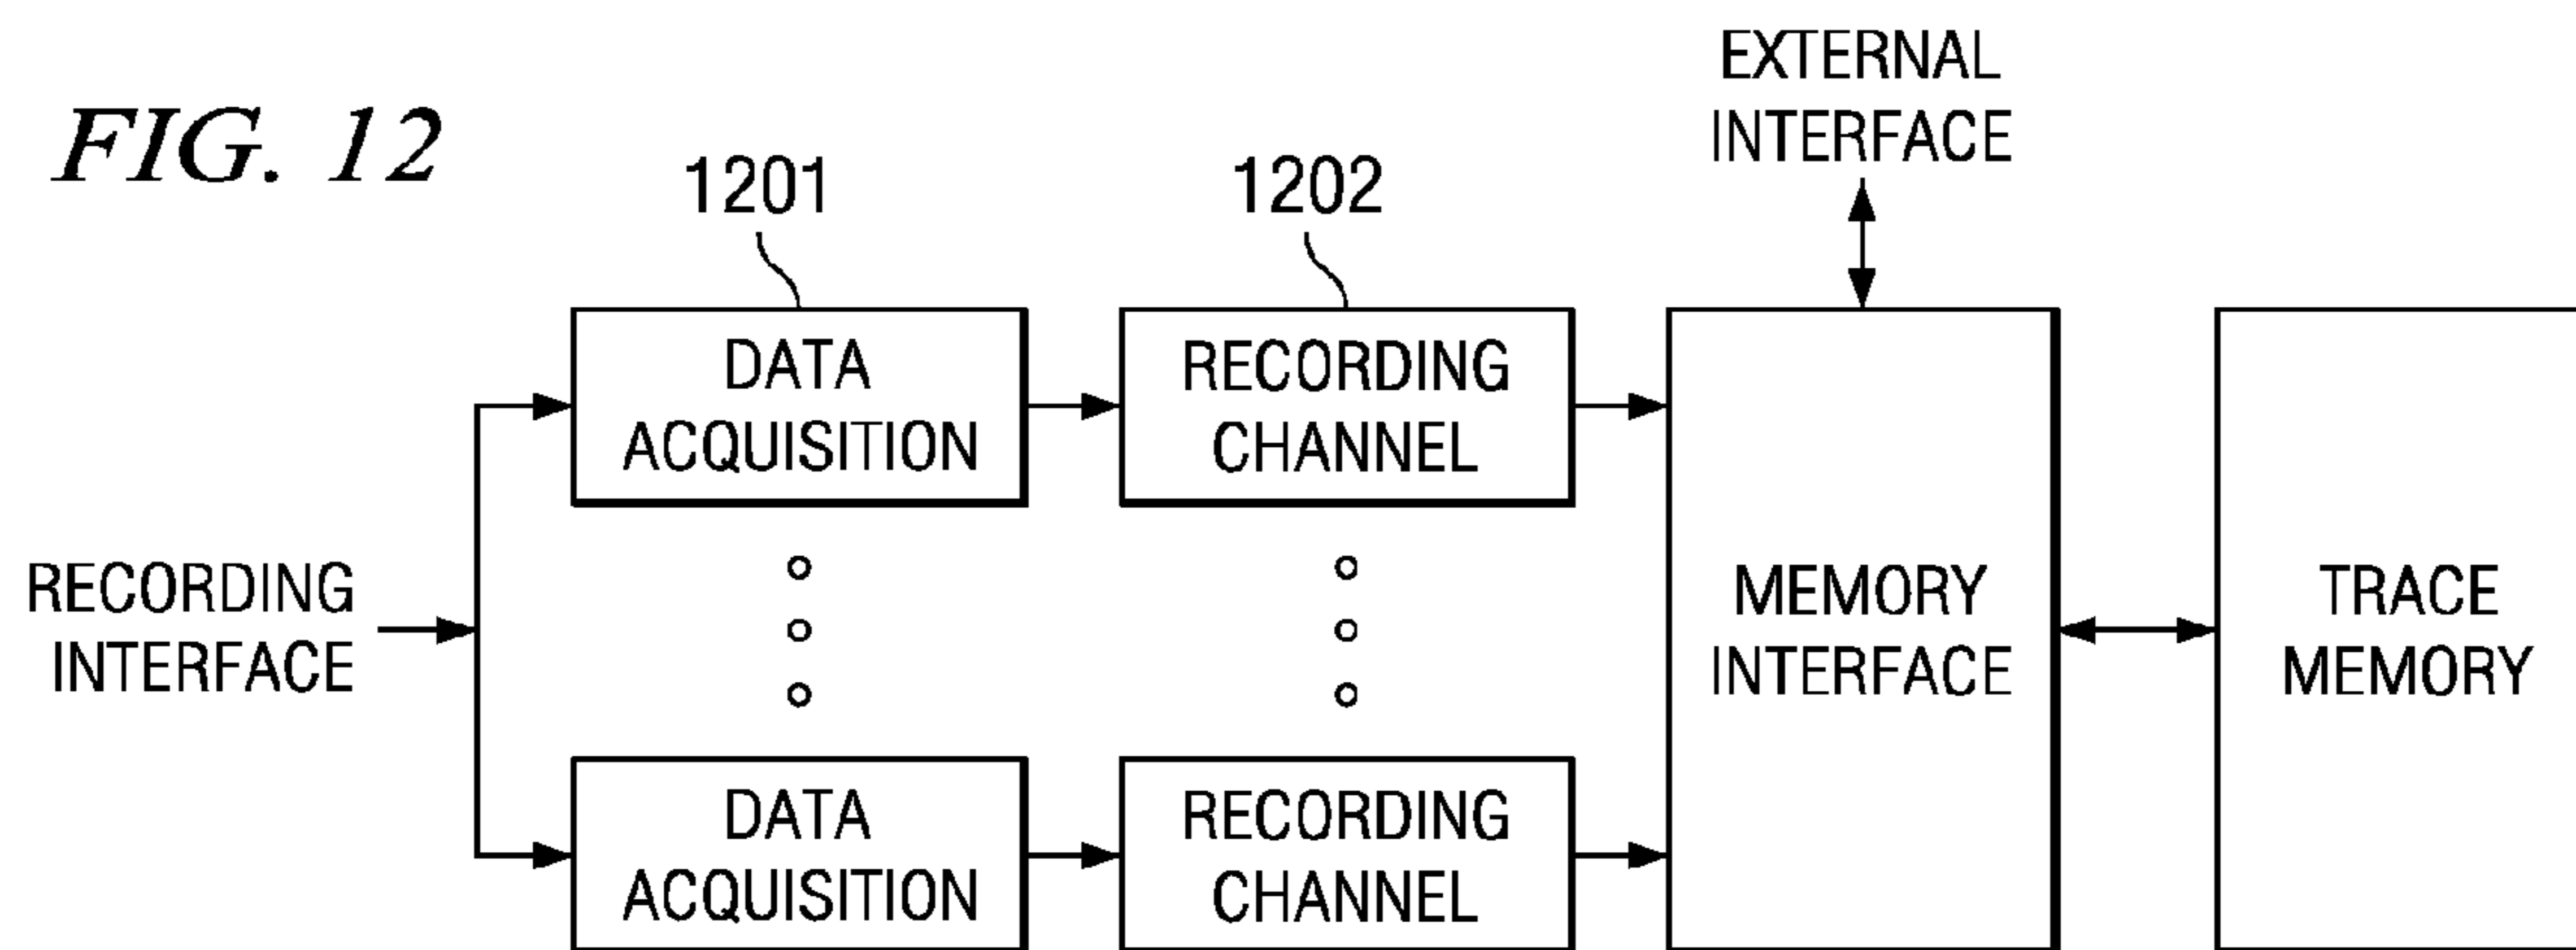 FIG. 12
EXTERNAL
INTERFACE
1201
1202
DATA
ACQUISITION
RECORDING
CHANNEL
RECORDING
INTERFACE
MEMORY
INTERFACE
TRACE
MEMORY
DATA
ACQUISITION
RECORDING
CHANNEL